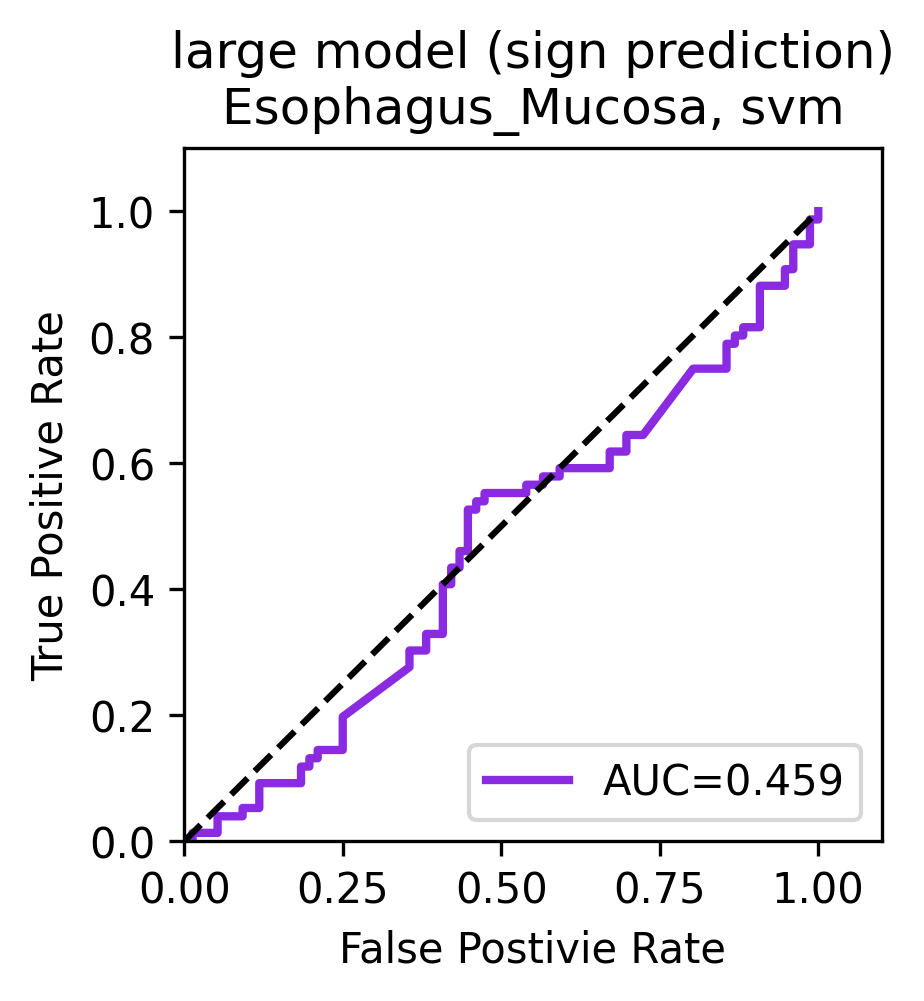 large model (sign prediction)
Esophagus_Mucosa, svm
1.0
0.8
0.6
0.4
0.2
0.0
True Positive Rate
AUC=0.459
0.00 0.25 0.50 0.75 1.00
False Postivie Rate